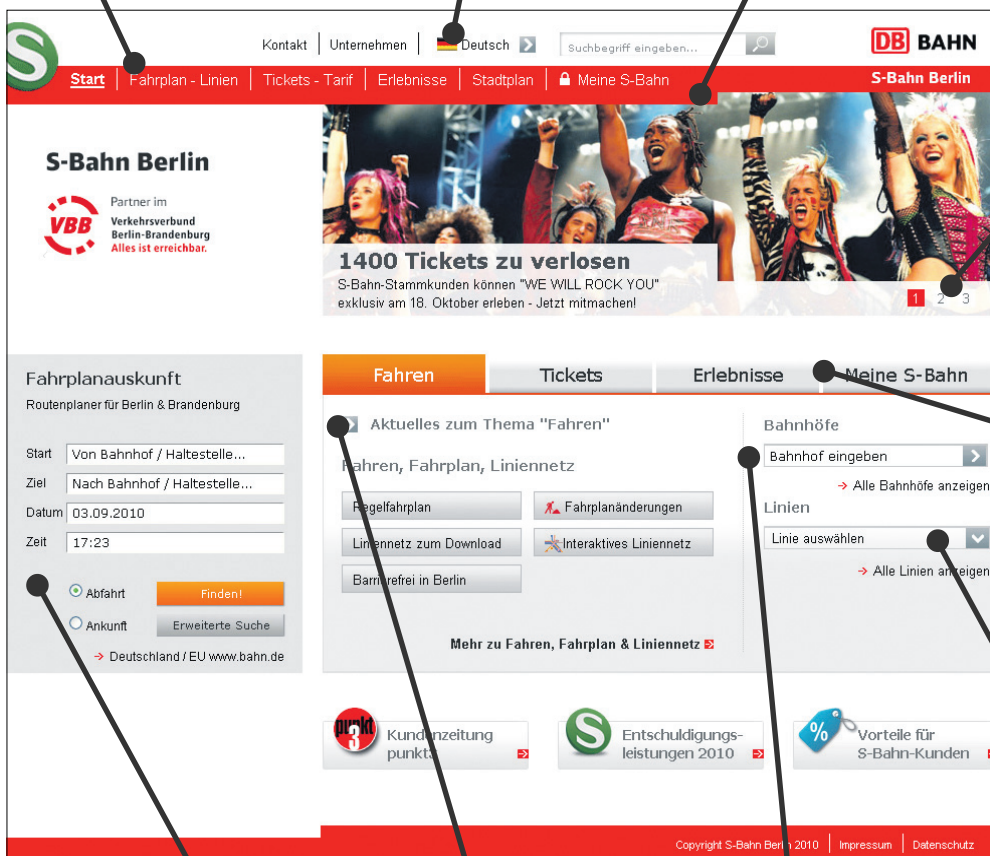 S
Kontakt | Unternehmen | Deutsch
Suchbegriff eingeben...
DB BAHN
Start | Fahrplan - Linien | Tickets - Tarif | Erlebnisse | Stadtplan | Meine S-Bahn
S-Bahn Berlin
S-Bahn Berlin
Partner im
VBB
Verkehrsverbund
Berlin-Brandenburg
Alles ist erreichbar.
1400 Tickets zu verlosen
S-Bahn-Stammkunden können "WE WILL ROCK YOU"
exklusiv am 18. Oktober erleben - Jetzt mitmachen!
1 2 3
Fahrplanauskunft
Routenplaner für Berlin & Brandenburg
Start Von Bahnhof / Haltestelle...
Ziel Nach Bahnhof / Haltestelle...
Datum 03.09.2010
Zeit 17:23
Abfahrt Finden!
Ankunft Erweiterte Suche
Deutschland / EU www.bahn.de
Fahren Tickets Erlebnisse Meine S-Bahn
Aktuelles zum Thema "Fahren"
Fahren, Fahrplan, Liniennetz
Regelfahrplan Fahrplanänderungen
Liniennetz zum Download Interaktives Liniennetz
Barrierefrei in Berlin
Mehr zu Fahren, Fahrplan & Liniennetz
Bahnhöfe
Bahnhof eingeben
Alle Bahnhöfe anzeigen
Linien
Linie auswählen
Alle Linien anzeigen
punkt
3
Kundenzeitung
punkt3
S
Entschuldigungs-
leistungen 2010
%
Vorteile für
S-Bahn-Kunden
Copyright S-Bahn Berlin 2010 | Impressum | Datenschutz